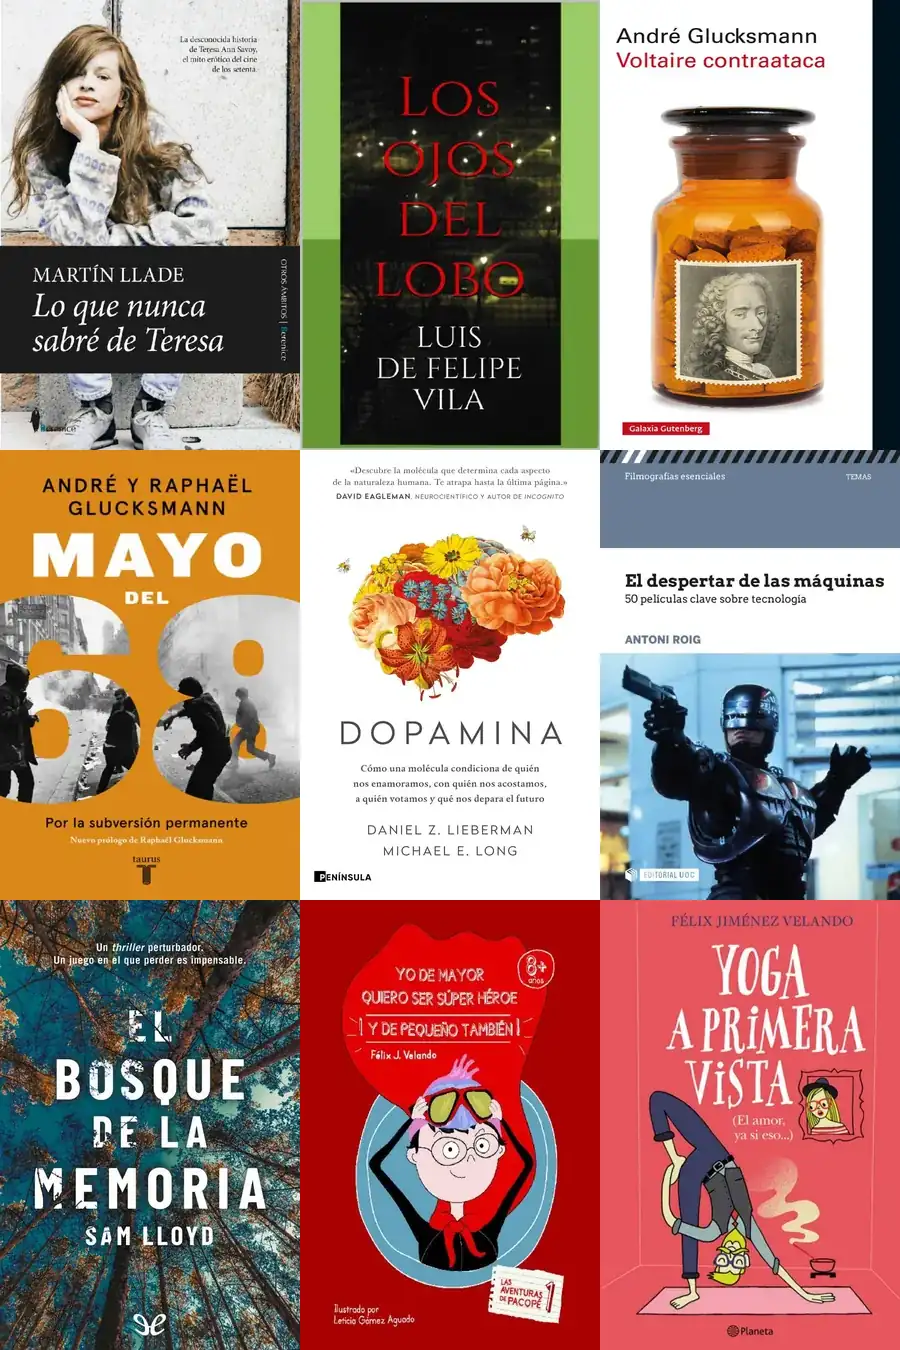 La desconocida historia
de Teresa Ann Savoy,
el mito erótico del cine
de los setenta.
MARTÍN LLADE
Lo que nunca
sabré de Teresa
OTROS ÁMBITOS | Berenice
Berenice
LOS
OJOS
DEL
LOBO
LUIS
DE FELIPE
VILA
André Glucksmann
Voltaire contraataca
Galaxia Gutenberg
ANDRÉ Y RAPHAËL
GLUCKSMANN
MAYO
DEL
68
Por la subversión permanente
Nuevo prólogo de Raphaël Glucksmann
taurus
«Descubre la molécula que determina cada aspecto
de la naturaleza humana. Te atrapa hasta la última página.»
DAVID EAGLEMAN, NEUROCIENTÍFICO Y AUTOR DE INCOGNITO
DOPAMINA
Cómo una molécula condiciona de quién
nos enamoramos, con quién nos acostamos,
a quién votamos y qué nos depara el futuro
DANIEL Z. LIEBERMAN
MICHAEL E. LONG
PENÍNSULA
Filmografías esenciales
TEMAS
El despertar de las máquinas
50 películas clave sobre tecnología
ANTONI ROIG
EDITORIAL UOC
Un thriller perturbador.
Un juego en el que perder es impensable.
EL
BOSQUE
DE LA
MEMORIA
SAM LLOYD
YO DE MAYOR
QUIERO SER SÚPER HÉROE
¡Y DE PEQUEÑO TAMBIÉN!
Félix J. Velando
8+
años
LAS
AVENTURAS
DE PACOPÉ
1
Ilustrado por
Leticia Gómez Aguado
FÉLIX JIMÉNEZ VELANDO
YOGA
A PRIMERA
VISTA
(El amor,
ya si eso...)
Planeta